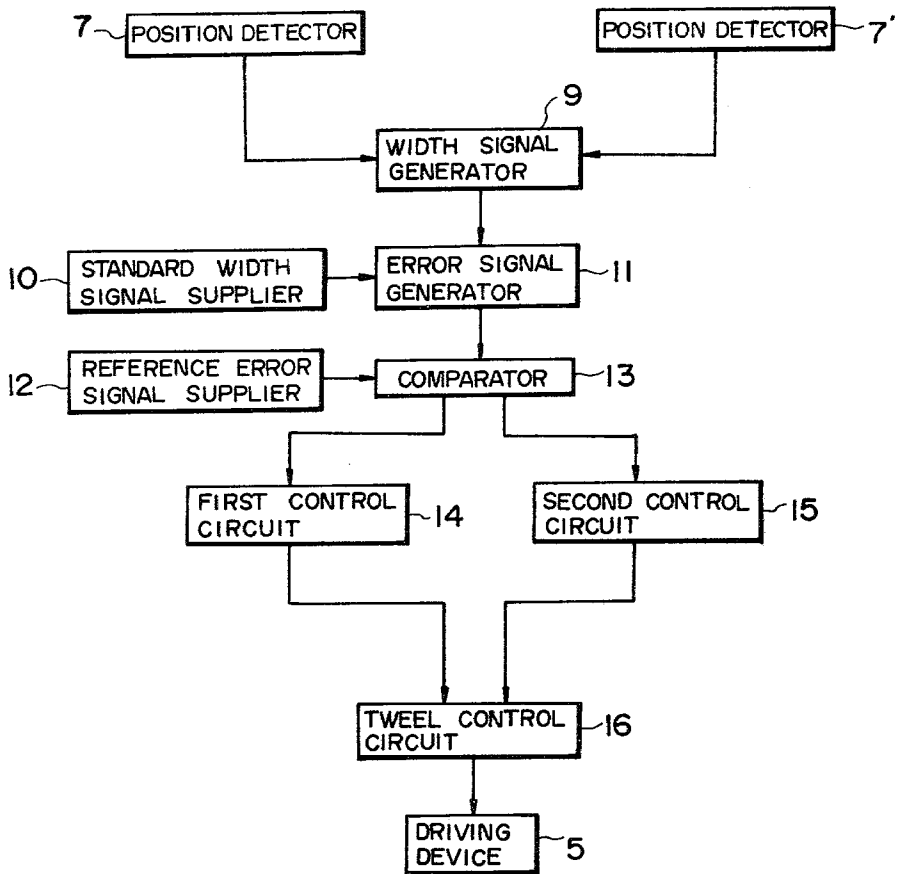 7
POSITION DETECTOR
POSITION DETECTOR
7'
9
WIDTH SIGNAL
GENERATOR
10
STANDARD WIDTH
SIGNAL SUPPLIER
ERROR SIGNAL
GENERATOR
11
12
REFERENCE ERROR
SIGNAL SUPPLIER
COMPARATOR
13
FIRST CONTROL
CIRCUIT
14
SECOND CONTROL
CIRCUIT
15
TWEEL CONTROL
CIRCUIT
16
DRIVING
DEVICE
5